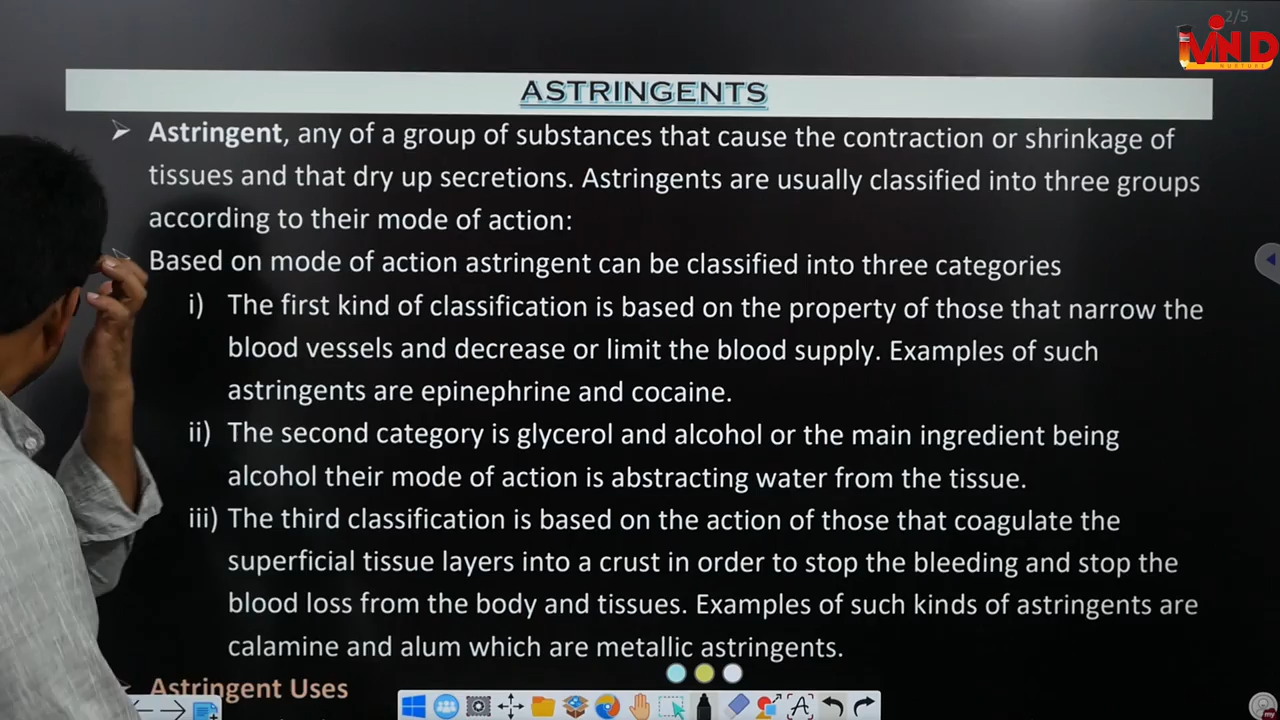 2/5
MIND
NURTURE
ASTRINGENTS
➤ Astringent, any of a group of substances that cause the contraction or shrinkage of
tissues and that dry up secretions. Astringents are usually classified into three groups
according to their mode of action:
Based on mode of action astringent can be classified into three categories
i) The first kind of classification is based on the property of those that narrow the
blood vessels and decrease or limit the blood supply. Examples of such
astringents are epinephrine and cocaine.
ii) The second category is glycerol and alcohol or the main ingredient being
alcohol their mode of action is abstracting water from the tissue.
iii) The third classification is based on the action of those that coagulate the
superficial tissue layers into a crust in order to stop the bleeding and stop the
blood loss from the body and tissues. Examples of such kinds of astringents are
calamine and alum which are metallic astringents.
Astringent Uses